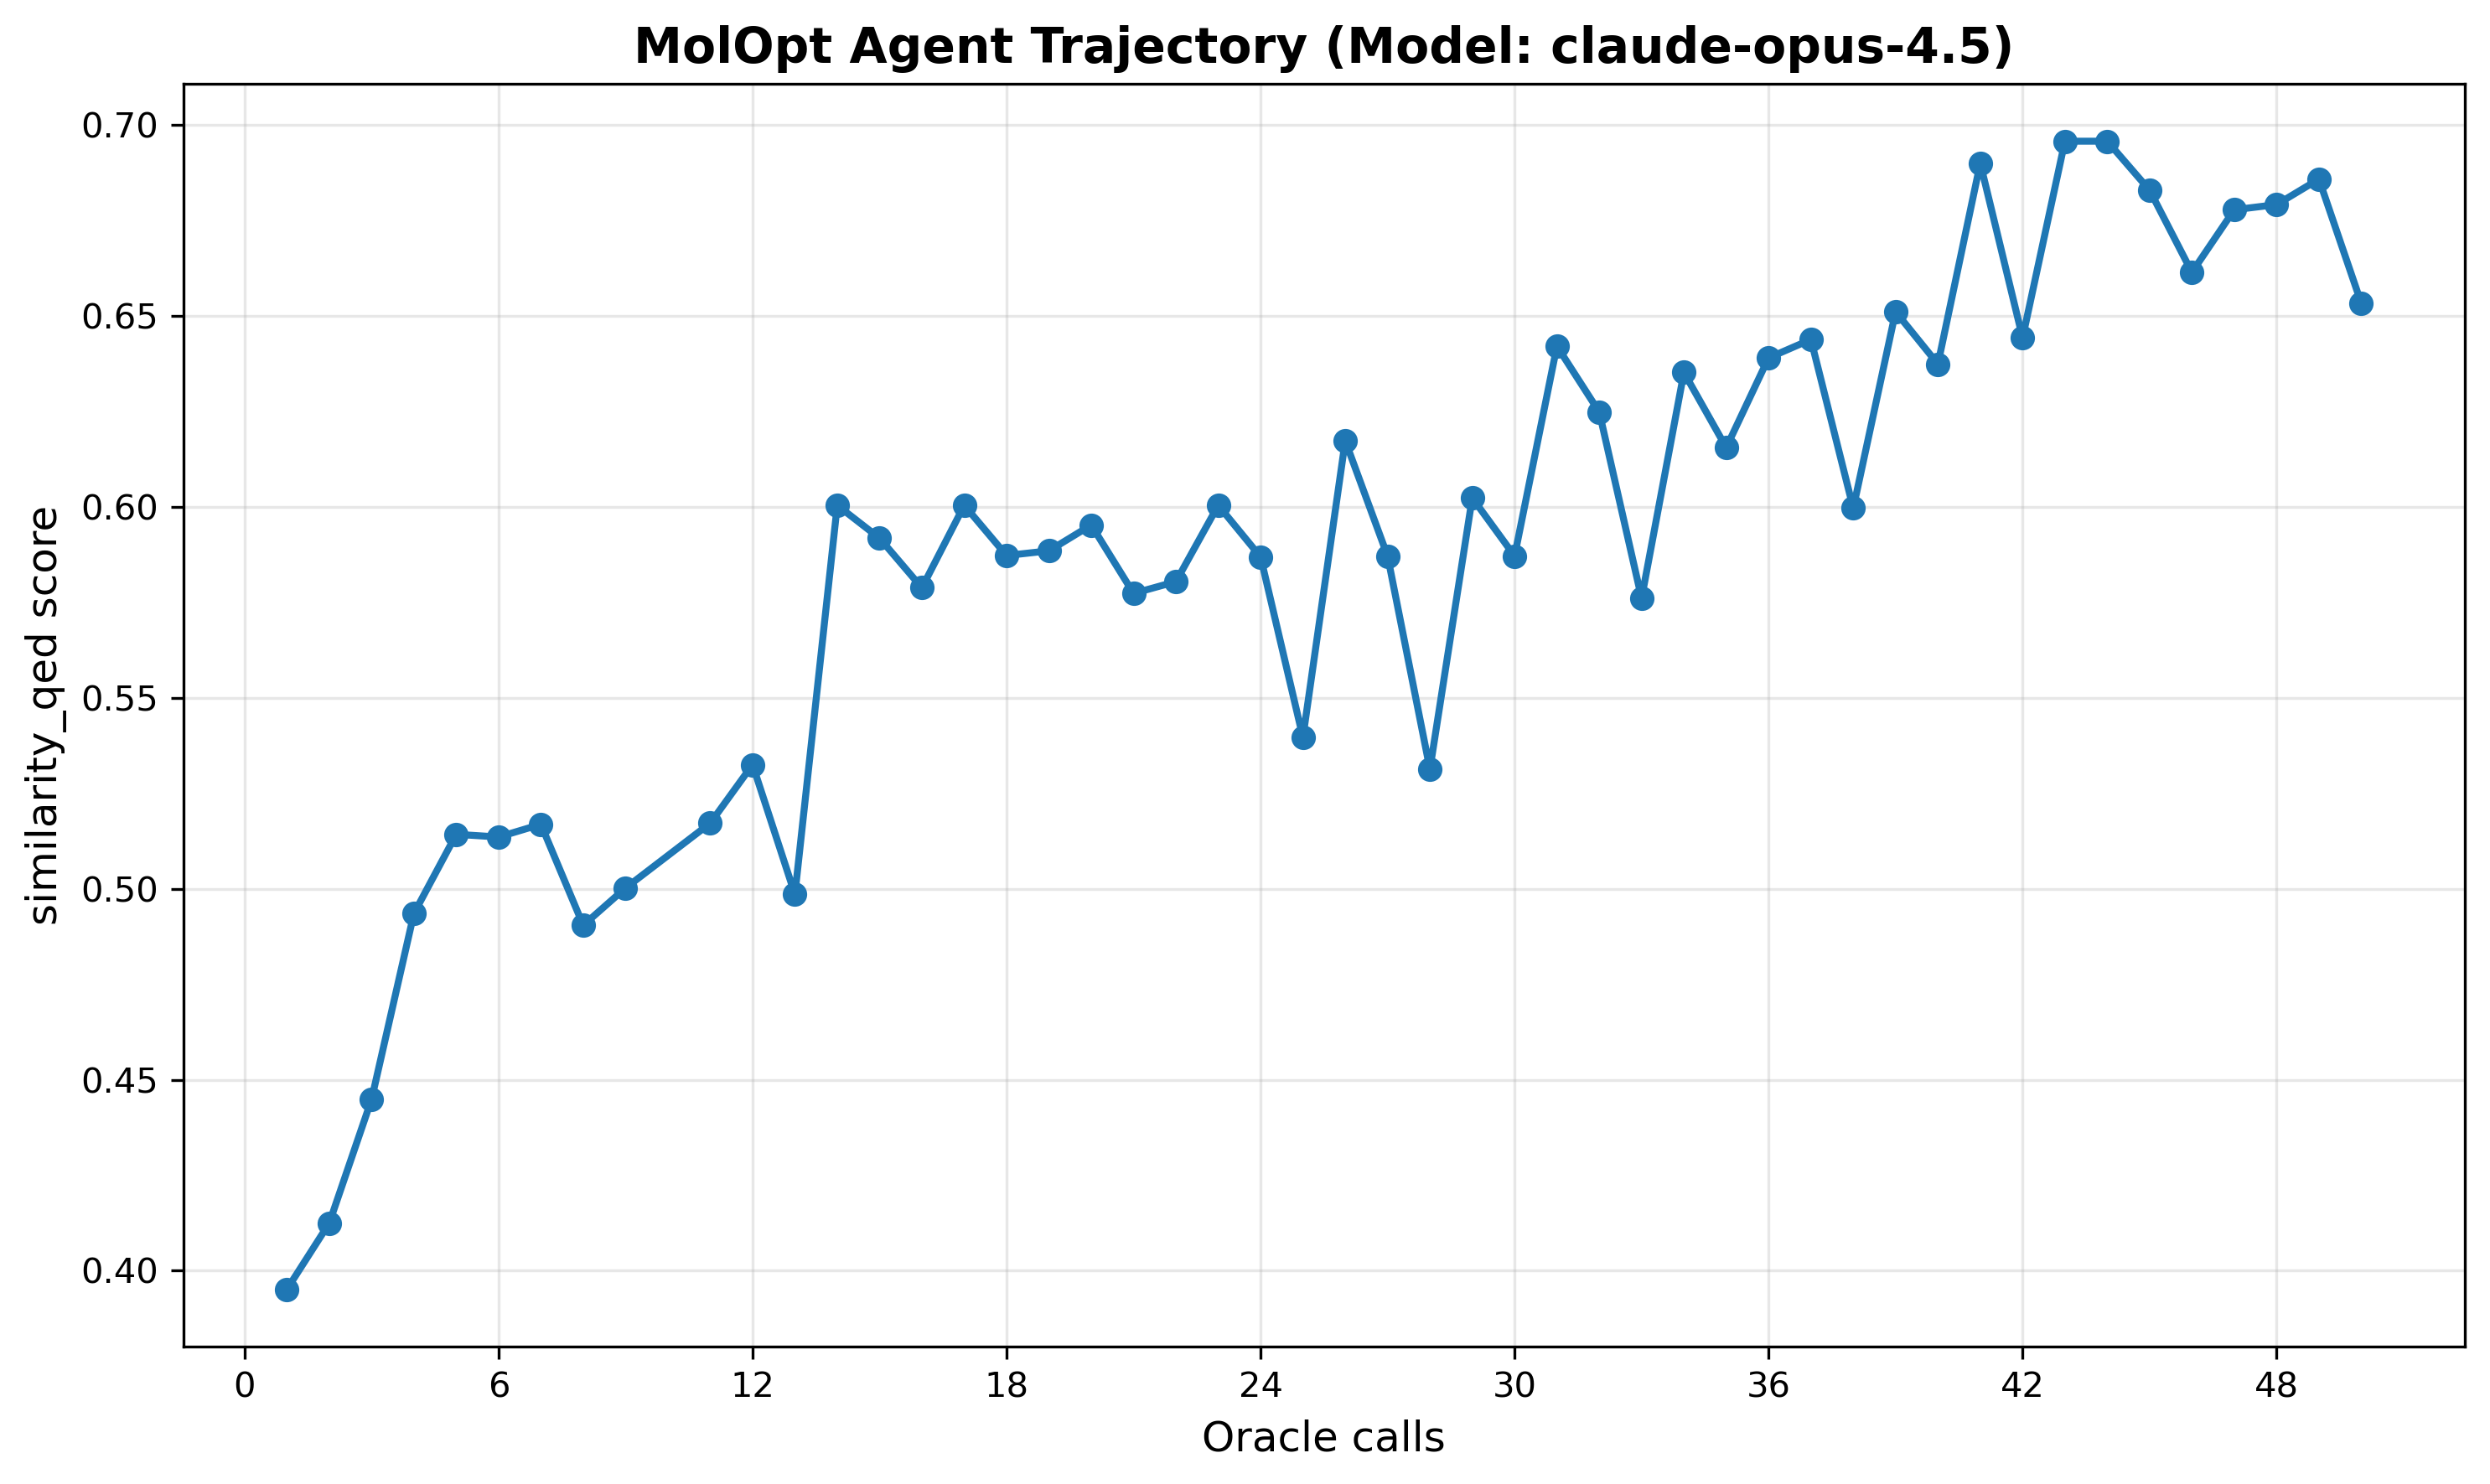 MolOpt Agent Trajectory (Model: claude-opus-4.5)
similarity_qed score
0.70
0.65
0.60
0.55
0.50
0.45
0.40
0 6 12 18 24 30 36 42 48
Oracle calls